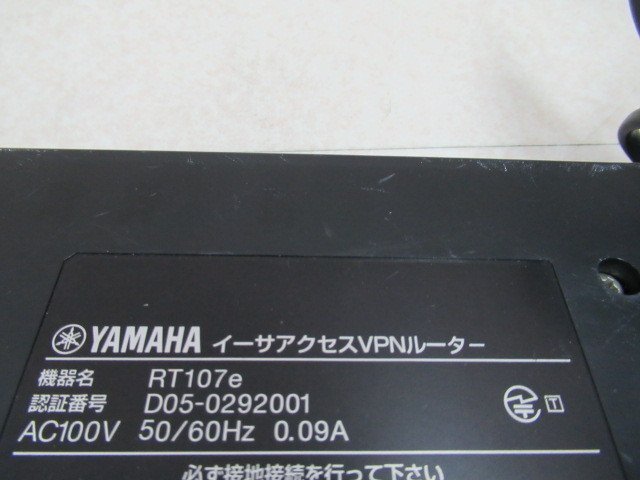 YAMAHA イーサアクセスVPNルーター
機器名 RT107e
認証番号 D05-0292001
AC100V 50/60Hz 0.09A
T
必ず接地接続を行って下さい